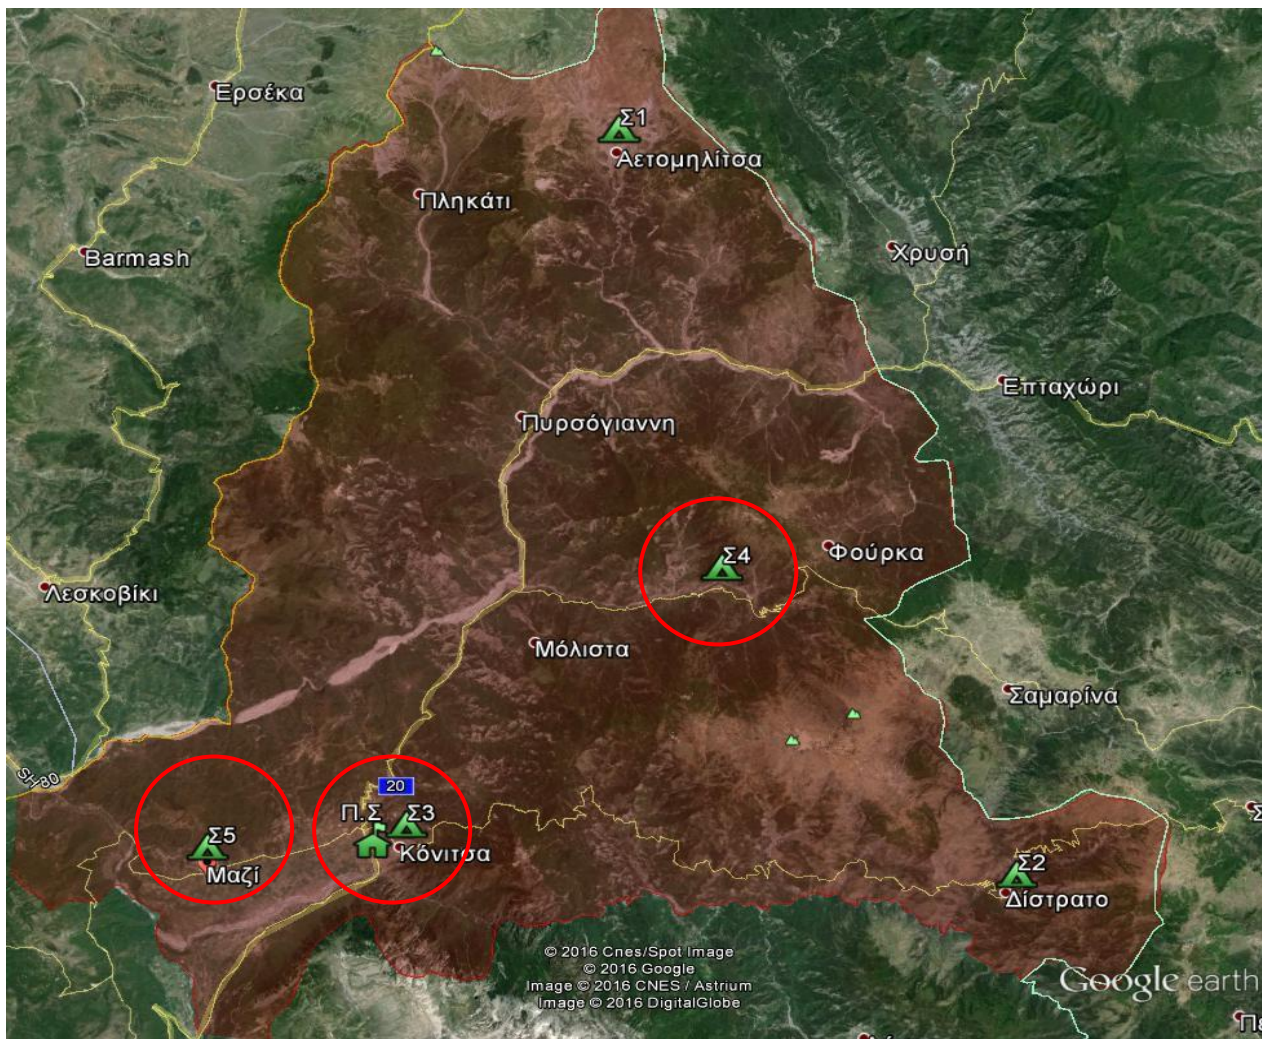 Ερσέκα
Σ1
Αετομηλίτσα
Πληκάτι
Χρυσή
Barmash
Επταχώρι
Πυρσόγιαννη
Σ4
Φούρκα
Λεσκοβίκι
Μόλιστα
Σαμαρίνα
SH80
20
Π.Σ
Σ3
Σ5
Κόνιτσα
Μαζί
Σ2
Δίστρατο
© 2016 Cnes/Spot Image
© 2016 Google
Image © 2016 CNES / Astrium
Image © 2016 DigitalGlobe
Google earth